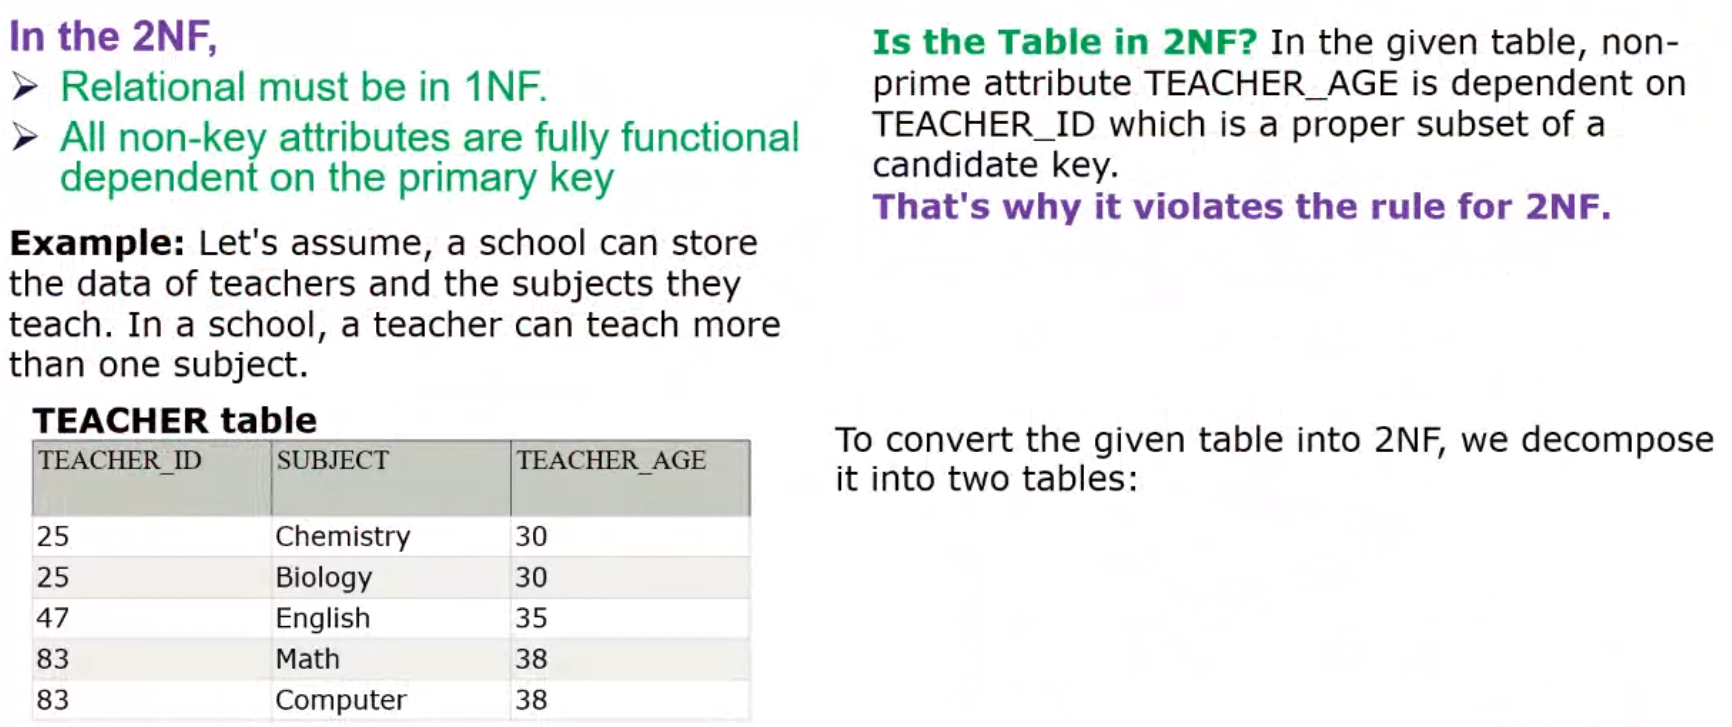 In the 2NF,
➢ Relational must be in 1NF.
➢ All non-key attributes are fully functional
dependent on the primary key
Example: Let's assume, a school can store
the data of teachers and the subjects they
teach. In a school, a teacher can teach more
than one subject.
TEACHER table
TEACHER_ID SUBJECT TEACHER_AGE
25 Chemistry 30
25 Biology 30
47 English 35
83 Math 38
83 Computer 38
Is the Table in 2NF? In the given table, non-
prime attribute TEACHER_AGE is dependent on
TEACHER_ID which is a proper subset of a
candidate key.
That's why it violates the rule for 2NF.
To convert the given table into 2NF, we decompose
it into two tables: